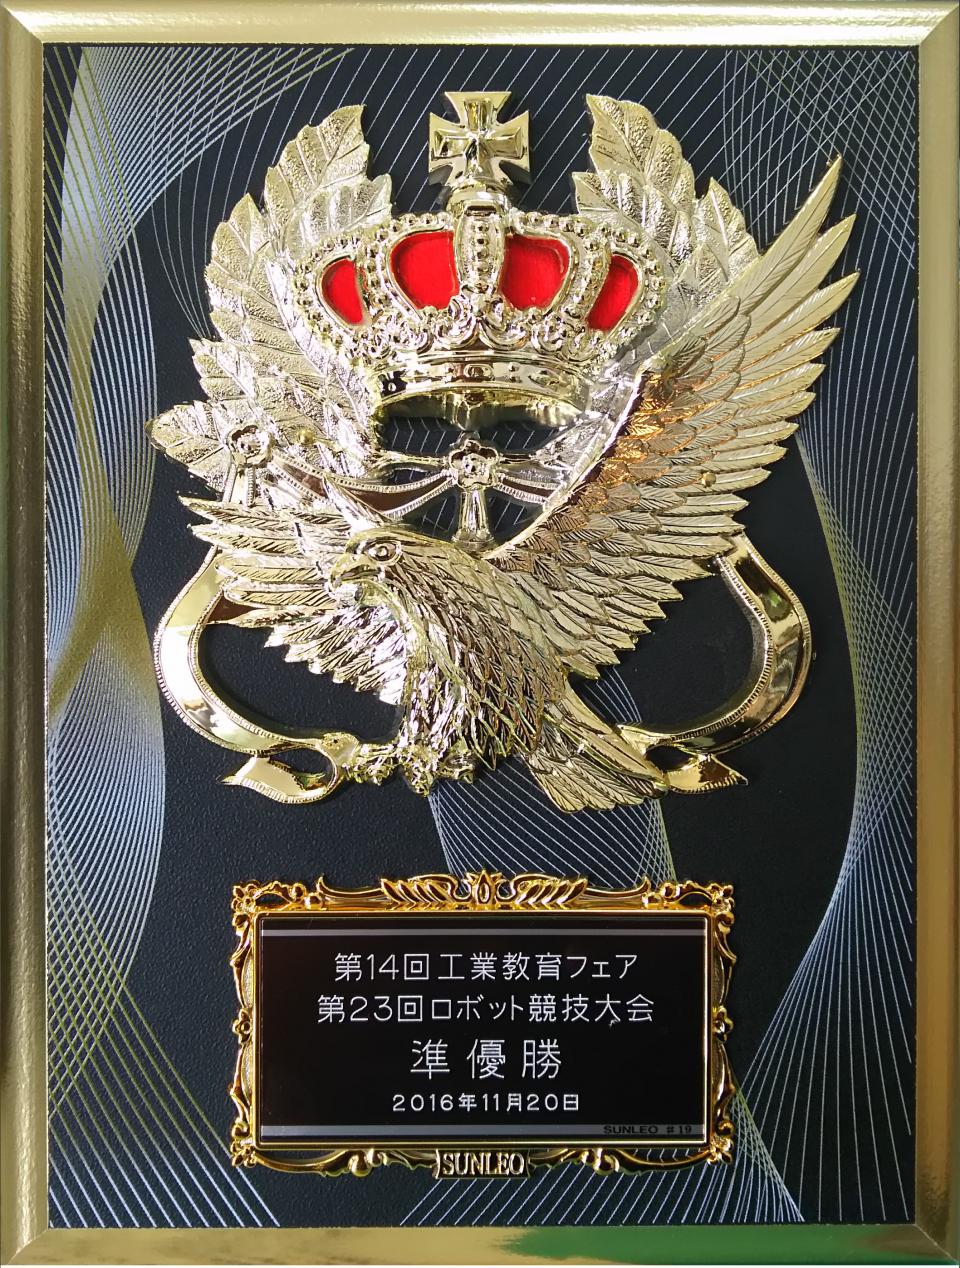 第14回工業教育フェア
第23回ロボット競技大会
準優勝
2016年11月20日
SUNLEO #19
SUNLEO